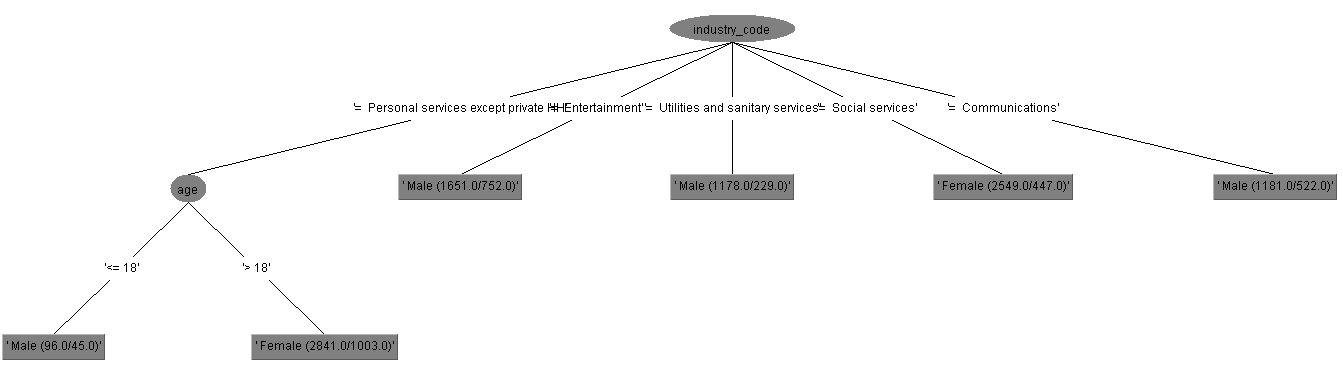 industry_code
'= Personal services except private HH'
'= Entertainment'
'= Utilities and sanitary services'
'= Social services'
'= Communications'
age
'Male (1651.0/752.0)'
'Male (1178.0/229.0)'
'Female (2549.0/447.0)'
'Male (1181.0/522.0)'
'<= 18'
'> 18'
'Male (96.0/45.0)'
'Female (2841.0/1003.0)'